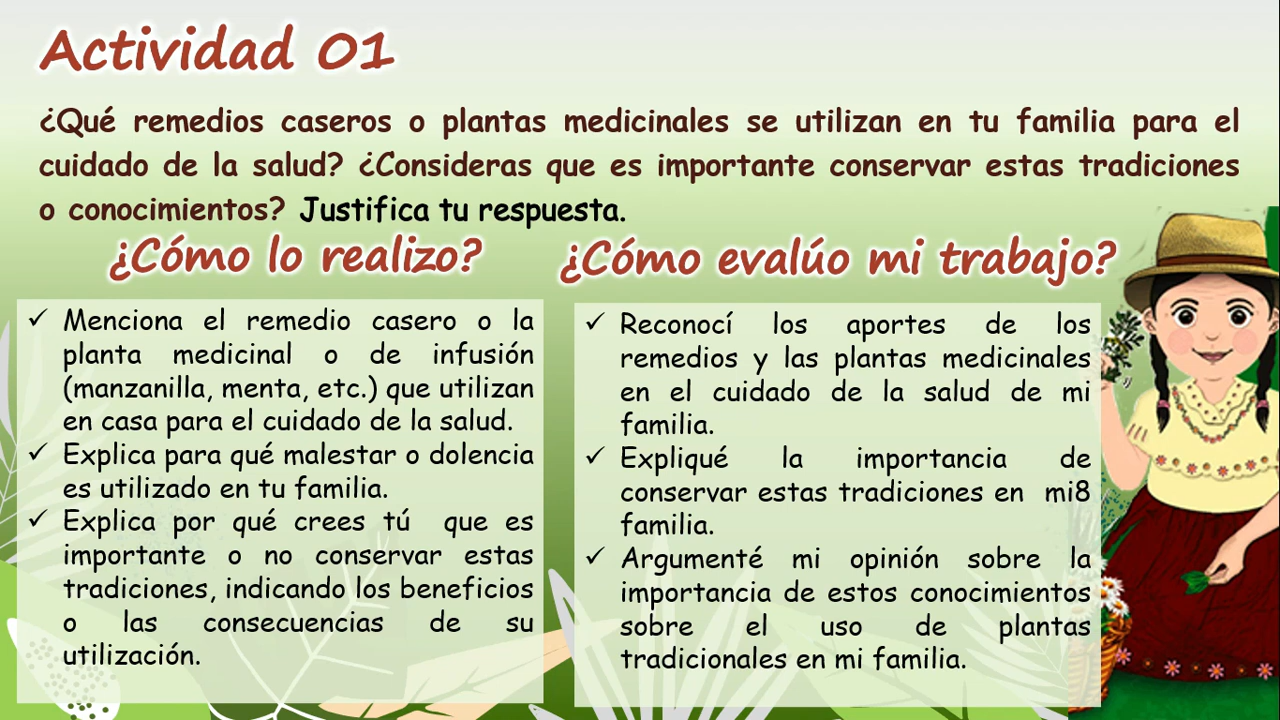 Actividad 01
¿Qué remedios caseros o plantas medicinales se utilizan en tu familia para el
cuidado de la salud? ¿Consideras que es importante conservar estas tradiciones
o conocimientos? Justifica tu respuesta.
¿Cómo lo realizo?
✓ Menciona el remedio casero o la
planta medicinal o de infusión
(manzanilla, menta, etc.) que utilizan
en casa para el cuidado de la salud.
✓ Explica para qué malestar o dolencia
es utilizado en tu familia.
✓ Explica por qué crees tú que es
importante o no conservar estas
tradiciones, indicando los beneficios
o las consecuencias de su
utilización.
¿Cómo evalúo mi trabajo?
✓ Reconocí los aportes de los
remedios y las plantas medicinales
en el cuidado de la salud de mi
familia.
✓ Expliqué la importancia de
conservar estas tradiciones en mi8
familia.
✓ Argumenté mi opinión sobre la
importancia de estos conocimientos
sobre el uso de plantas
tradicionales en mi familia.